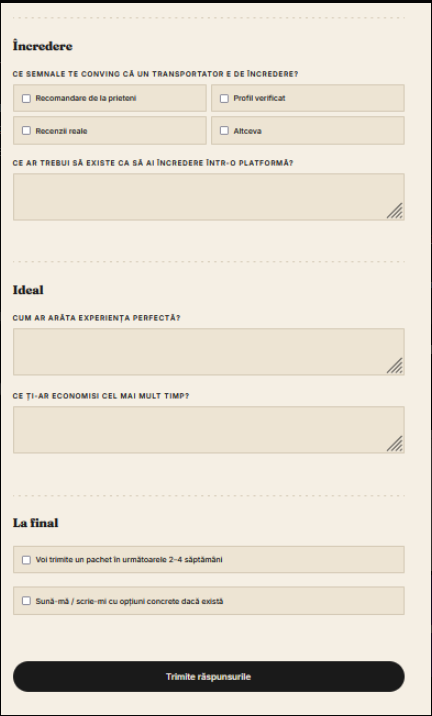 Încredere
CE SEMNALE TE CONVING CĂ UN TRANSPORTATOR E DE ÎNCREDERE?
Recomandare de la prieteni
Profil verificat
Recenzii reale
Altceva
CE AR TREBUI SĂ EXISTE CA SĂ AI ÎNCREDERE ÎNTR-O PLATFORMĂ?
Ideal
CUM AR ARĂTA EXPERIENȚA PERFECTĂ?
CE ȚI-AR ECONOMISI CEL MAI MULT TIMP?
La final
Voi trimite un pachet în următoarele 2-4 săptămâni
Sună-mă / scrie-mi cu opțiuni concrete dacă există
Trimite răspunsurile